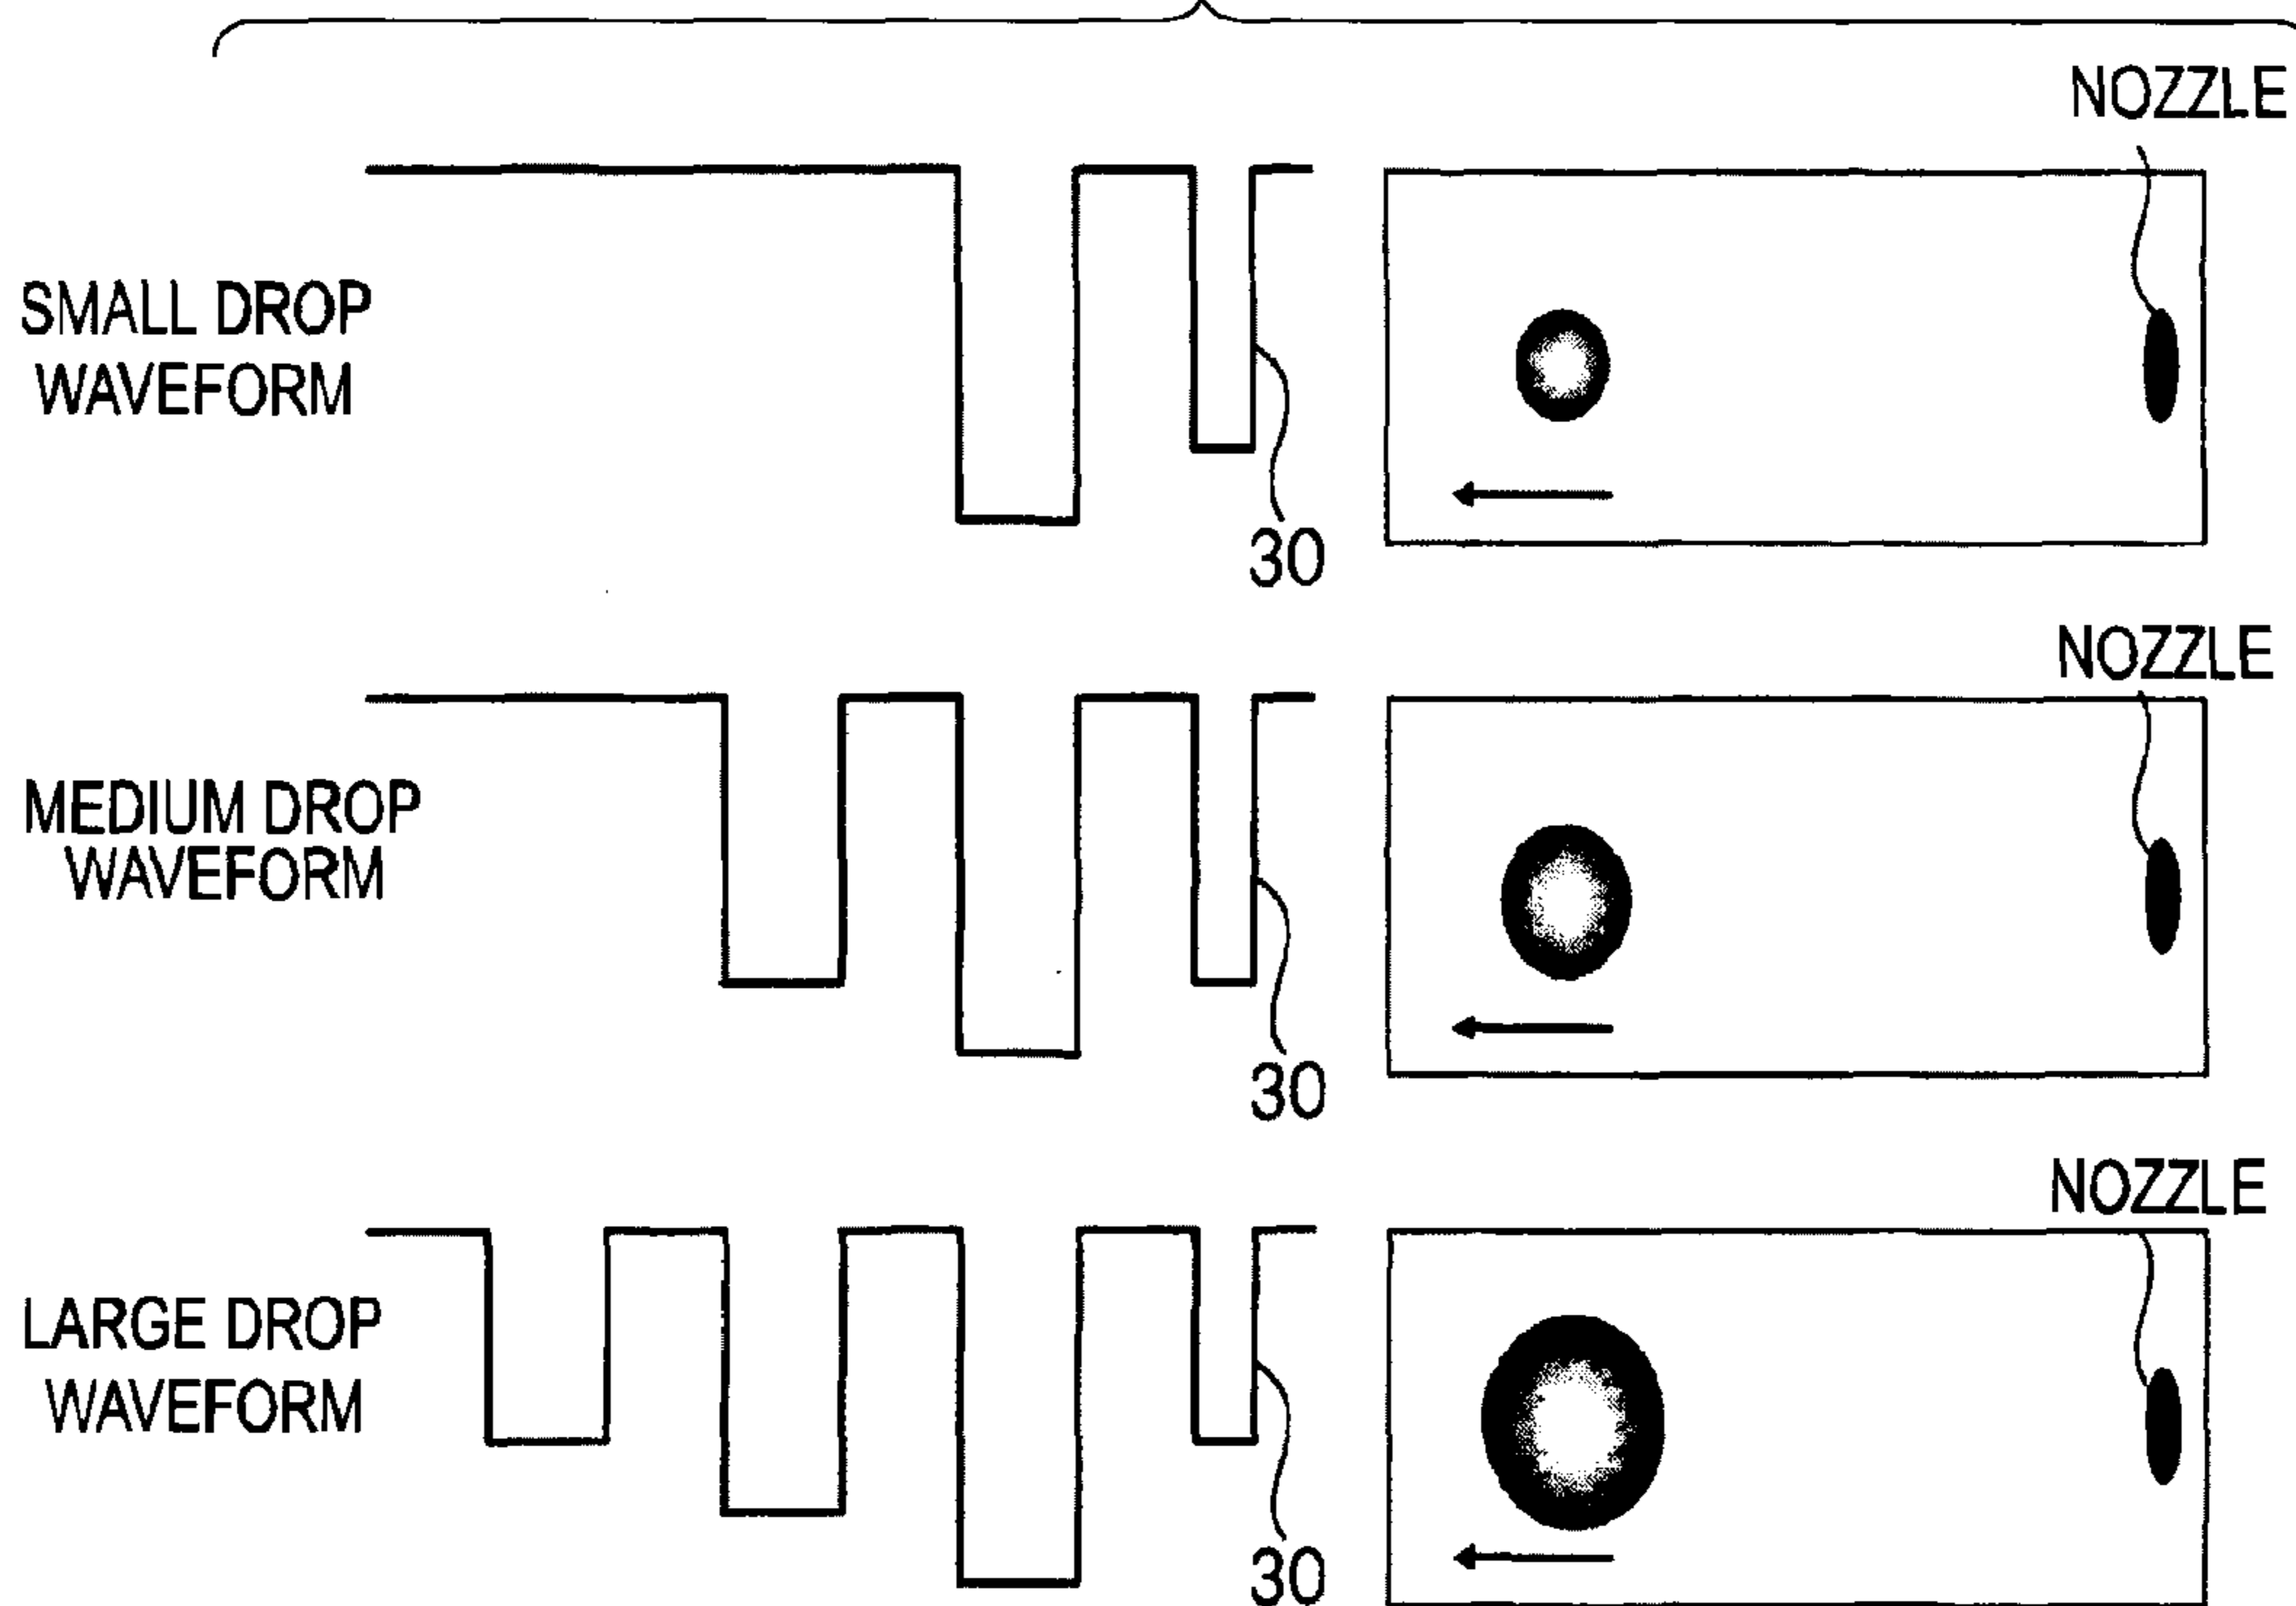 NOZZLE
SMALL DROP
WAVEFORM
30
NOZZLE
MEDIUM DROP
WAVEFORM
30
NOZZLE
LARGE DROP
WAVEFORM
30